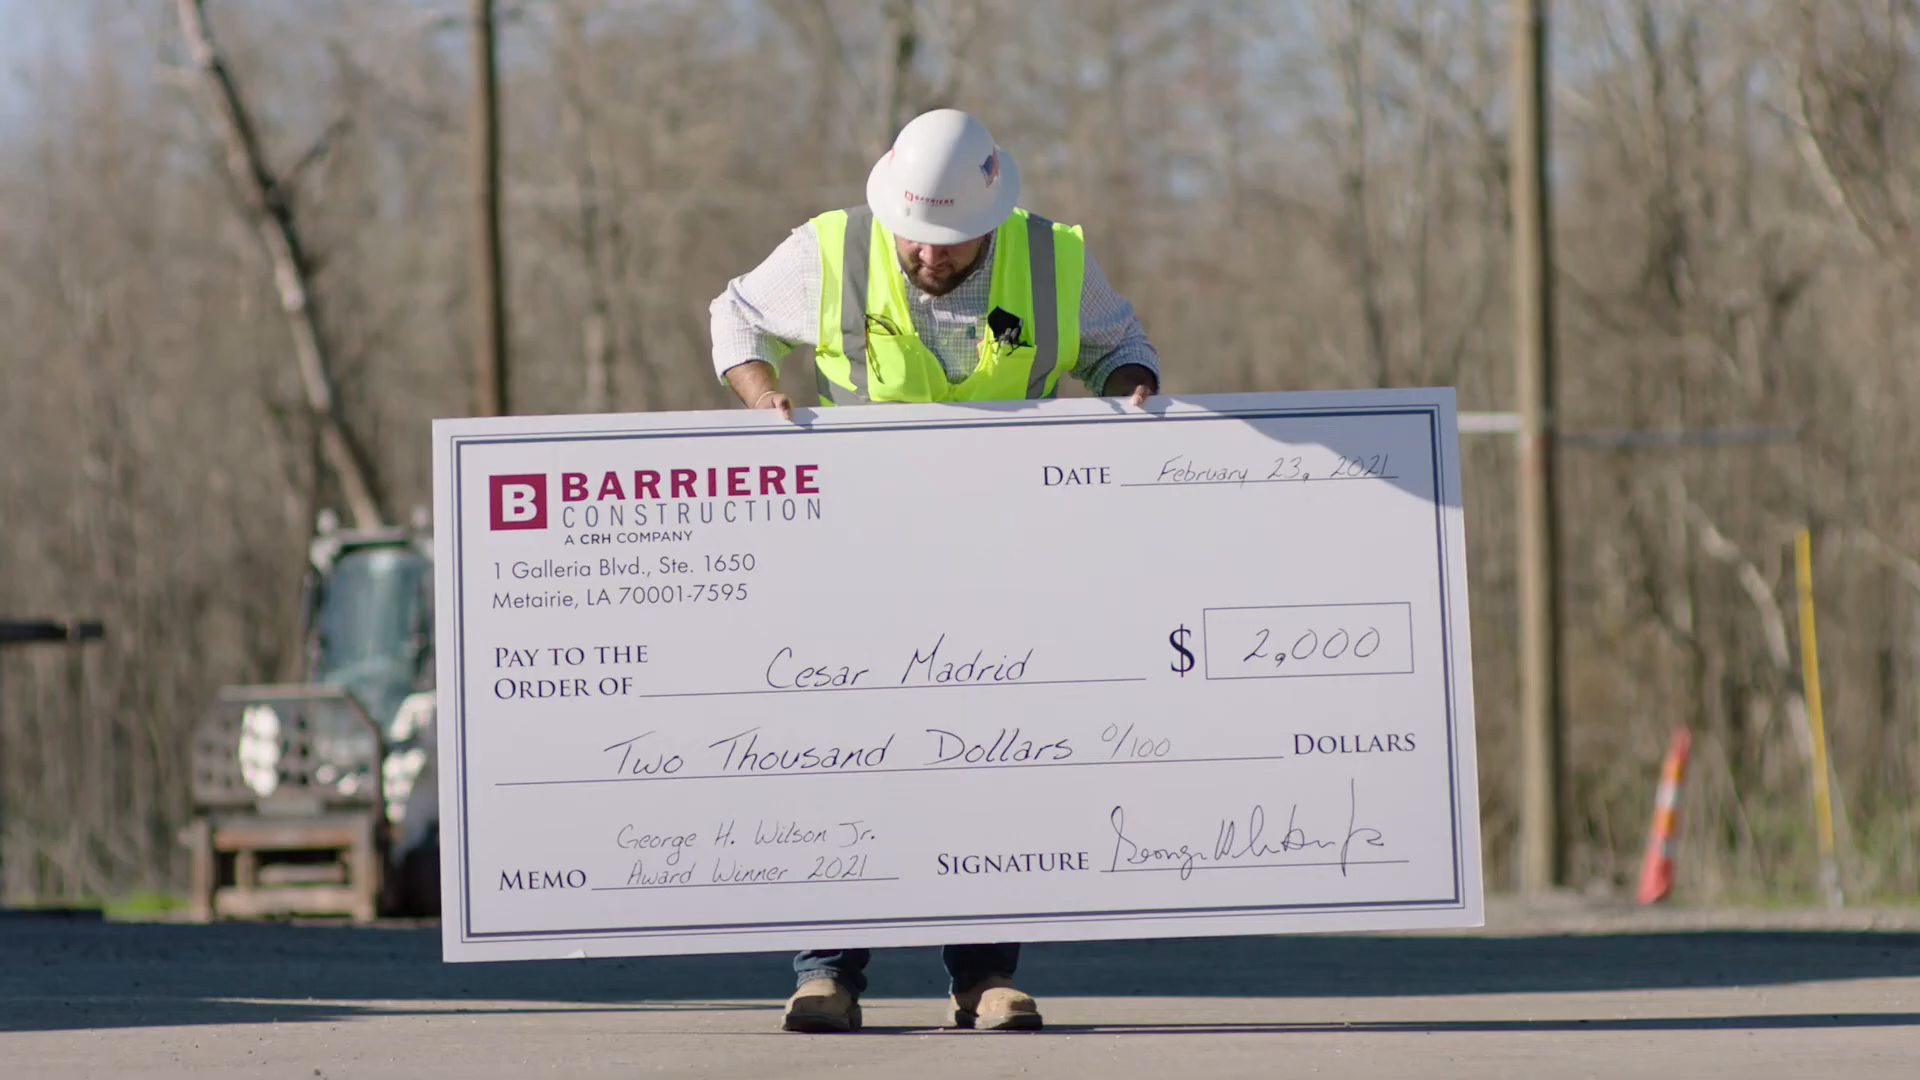 BARRIERE
B BARRIERE
CONSTRUCTION
A CRH COMPANY
1 Galleria Blvd., Ste. 1650
Metairie, LA 70001-7595
DATE February 23, 2021
PAY TO THE
ORDER OF Cesar Madrid $ 2,000
Two Thousand Dollars 0/100 DOLLARS
George H. Wilson Jr.
MEMO Award Winner 2021
SIGNATURE